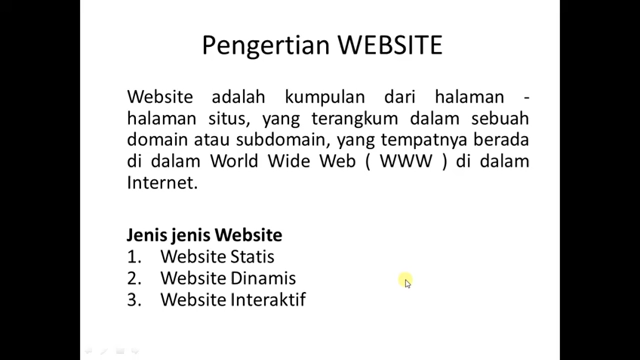 Pengertian WEBSITE
Website adalah kumpulan dari halaman -
halaman situs, yang terangkum dalam sebuah
domain atau subdomain, yang tempatnya berada
di dalam World Wide Web ( WWW ) di dalam
Internet.
Jenis jenis Website
1. Website Statis
2. Website Dinamis
3. Website Interaktif